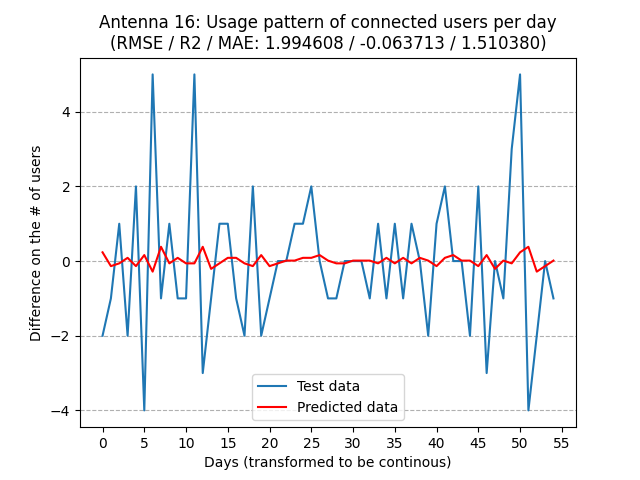 Antenna 16: Usage pattern of connected users per day
(RMSE / R2 / MAE: 1.994608 / -0.063713 / 1.510380)
Difference on the # of users
4
2
0
−2
−4
Test data
Predicted data
0 5 10 15 20 25 30 35 40 45 50 55
Days (transformed to be continous)